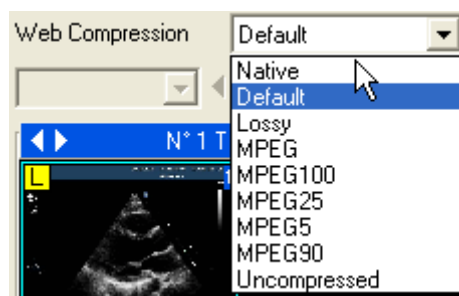 Web Compression Default
Native
Default
Lossy
N° 1 T MPEG
L MPEG100
MPEG25
MPEG5
MPEG90
Uncompressed